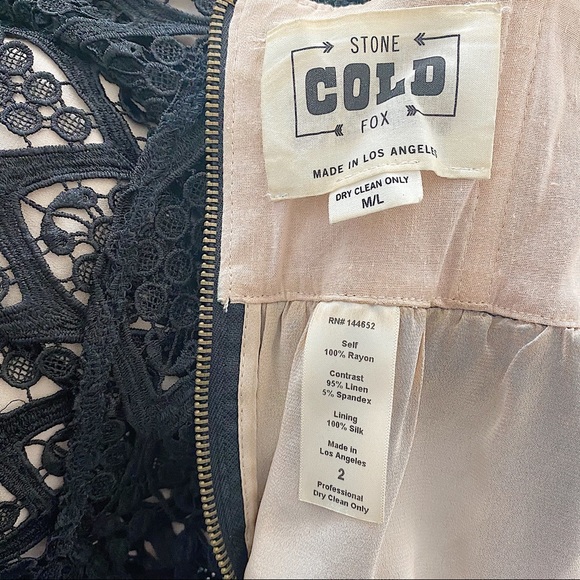 STONE
COLD
FOX
MADE IN LOS ANGELES
DRY CLEAN ONLY
M/L
RN# 144652
Self
100% Rayon
Contrast
95% Linen
5% Spandex
Lining
100% Silk
Made in
Los Angeles
2
Professional
Dry Clean Only